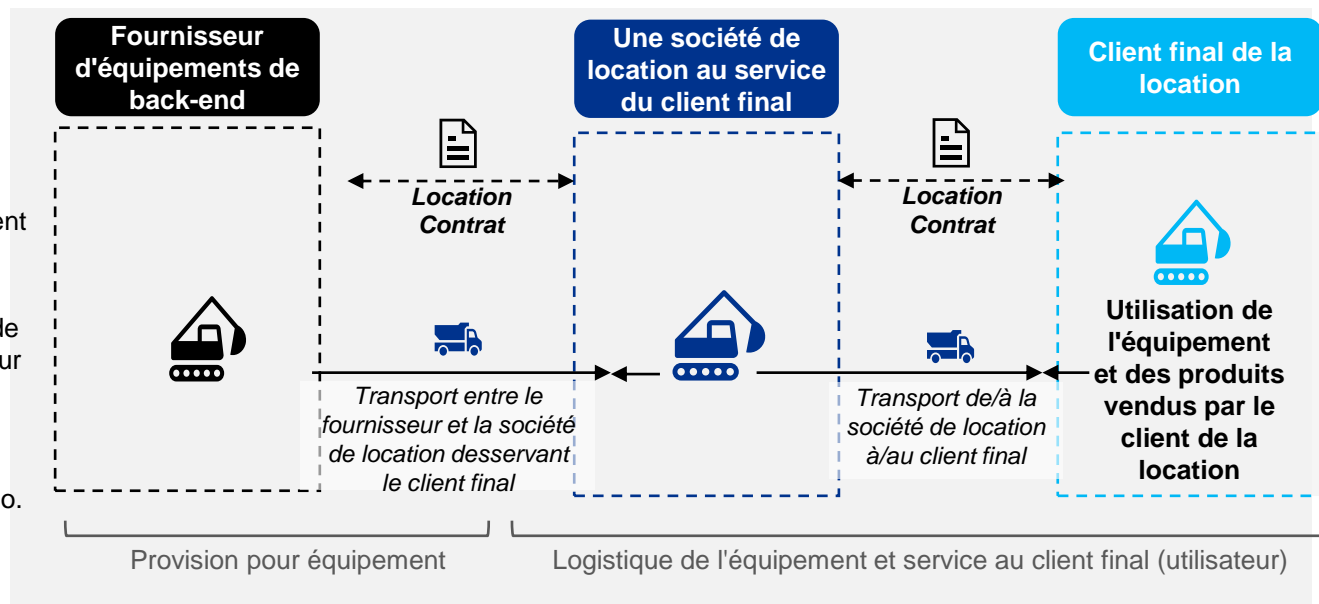 Fournisseur
d'équipements de
back-end
Une société de
location au service
du client final
Client final de la
location
Location
Contrat
Location
Contrat
Utilisation de
l'équipement
et des produits
vendus par le
client de la
location
Transport entre le
fournisseur et la société
de location desservant
le client final
Transport de/à la
société de location
à/au client final
Provision pour équipement
Logistique de l'équipement et service au client final (utilisateur)